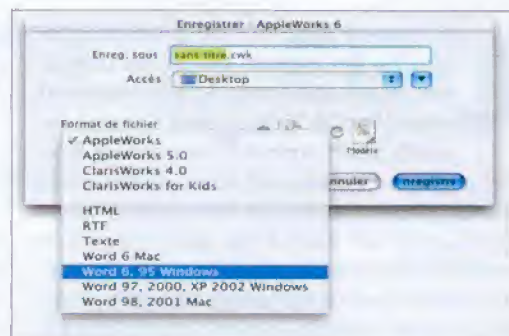 Enregistrer : AppleWorks 6
Enreg. sous : sans titre.cwk
Accès : Desktop
Format de fichier
✓ AppleWorks
AppleWorks 5.0
ClarisWorks 4.0
ClarisWorks for Kids
Modèle
nnuler
nregistre
HTML
RTF
Texte
Word 6 Mac
Word 6, 95 Windows
Word 97, 2000, XP 2002 Windows
Word 98, 2001 Mac